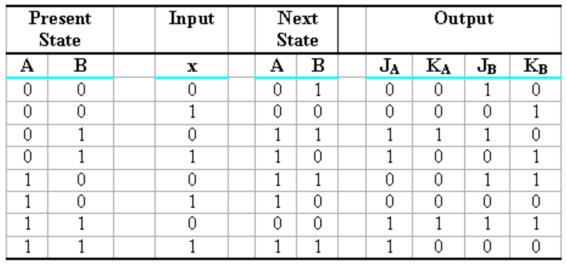 Present State Input Next State Output
A B x A B J_A K_A J_B K_B
0 0 0 0 1 0 0 1 0
0 0 1 0 0 0 0 0 1
0 1 0 1 1 1 1 1 0
0 1 1 1 0 1 0 0 1
1 0 0 1 1 0 0 1 1
1 0 1 1 0 0 0 0 0
1 1 0 0 0 1 1 1 1
1 1 1 1 1 1 0 0 0